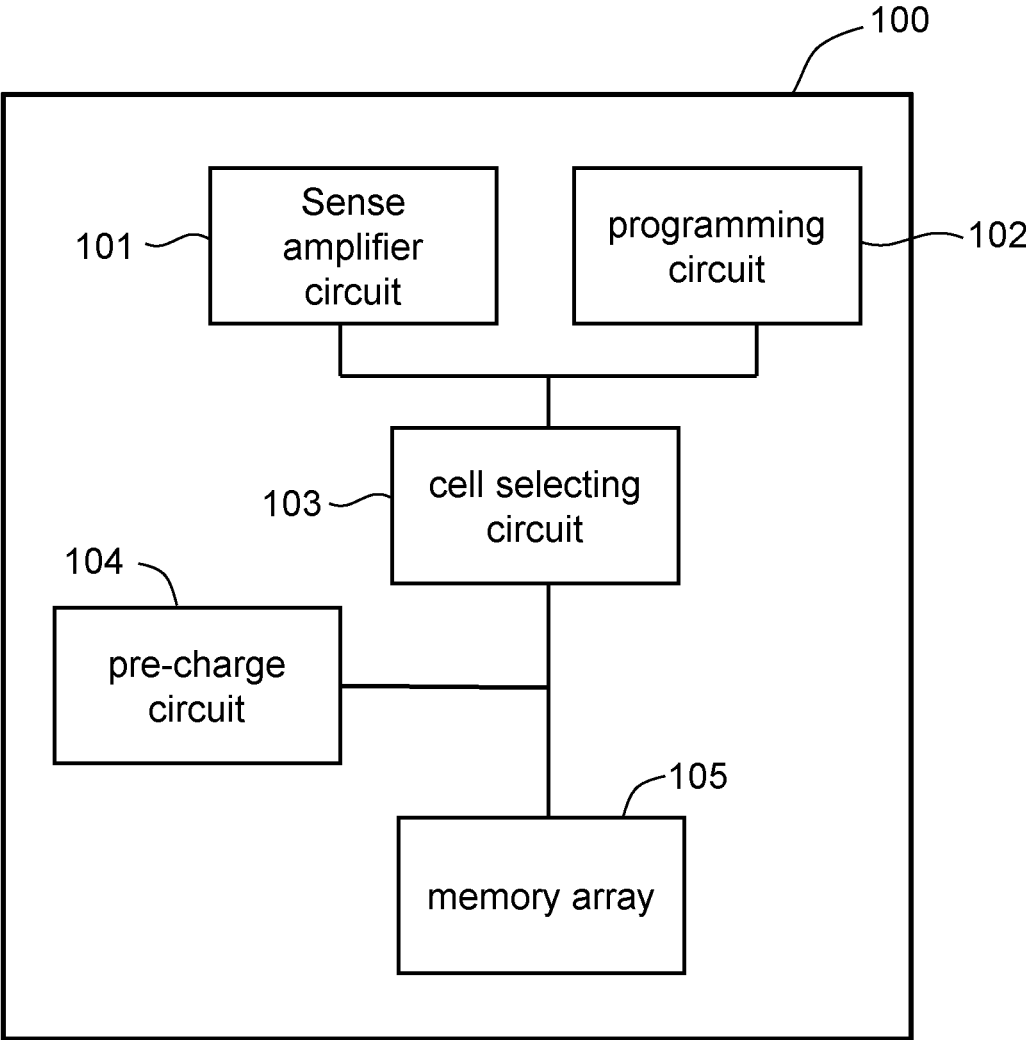 100
Sense
amplifier
circuit
101
programming
circuit
102
cell selecting
circuit
103
104
pre-charge
circuit
105
memory array